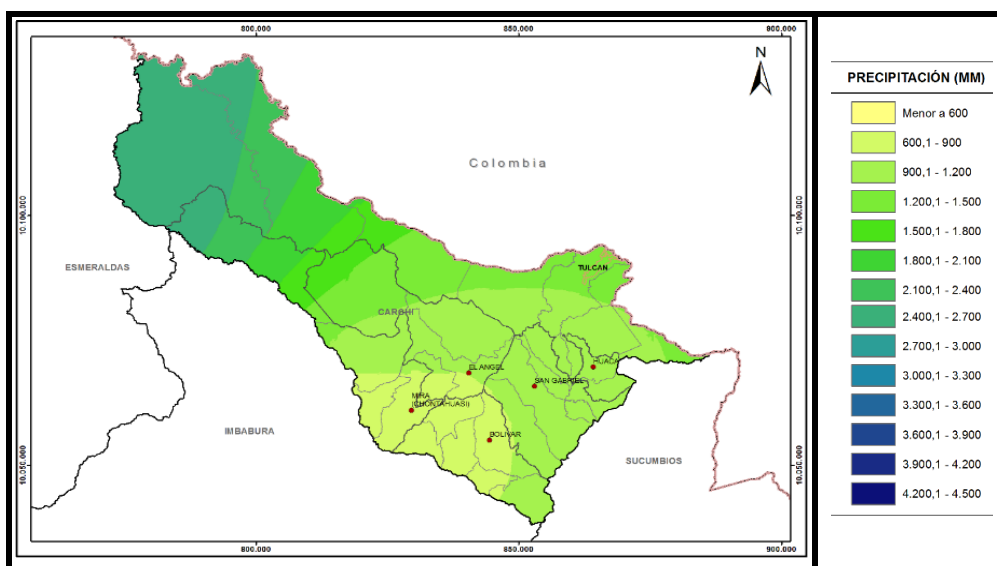 800.000
850.000
900.000
N
Colombia
10.100.000
10.100.000
ESMERALDAS
TULCAN
CARCHI
HUACA
EL ANGEL
SAN GABRIEL
MIRA
(CHONTAHUASI)
BOLIVAR
IMBABURA
SUCUMBIOS
10.050.000
10.050.000
800.000
850.000
900.000
PRECIPITACIÓN (MM)
Menor a 600
600,1 - 900
900,1 - 1.200
1.200,1 - 1.500
1.500,1 - 1.800
1.800,1 - 2.100
2.100,1 - 2.400
2.400,1 - 2.700
2.700,1 - 3.000
3.000,1 - 3.300
3.300,1 - 3.600
3.600,1 - 3.900
3.900,1 - 4.200
4.200,1 - 4.500